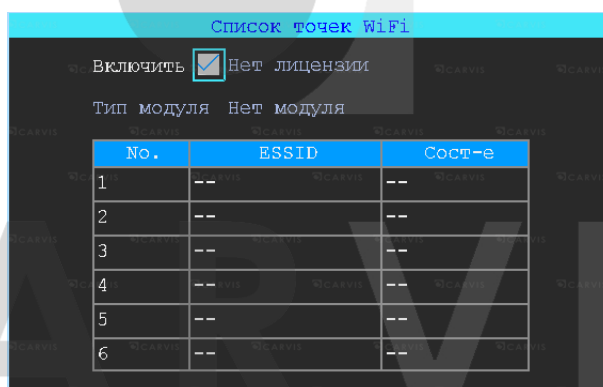 Список точек WiFi
Включить Нет лицензии
Тип модуля Нет модуля
No. ESSID Сост-е
1 -- --
2 -- --
3 -- --
4 -- --
5 -- --
6 -- --
CARVIS